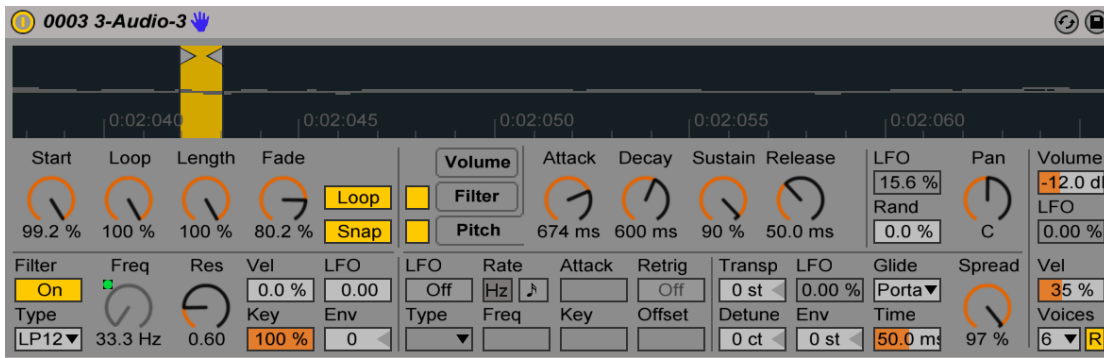 0003 3-Audio-3
0:02:040 0:02:045 0:02:050 0:02:055 0:02:060
Start Loop Length Fade Volume Attack Decay Sustain Release LFO Pan Volume
15.6 % -12.0 dB
Loop Filter Rand LFO
99.2 % 100 % 100 % 80.2 % Snap Pitch 674 ms 600 ms 90 % 50.0 ms 0.0 % C 0.00 %
Filter Freq Res Vel LFO LFO Rate Attack Retrig Transp LFO Glide Spread Vel
On 0.0 % 0.00 Off Hz ♪ Off 0 st 0.00 % Porta 35 %
Type Key Env Type Freq Key Offset Detune Env Time Voices
LP12 33.3 Hz 0.60 100 % 0 0 ct 0 st 50.0 ms 97 % 6 R